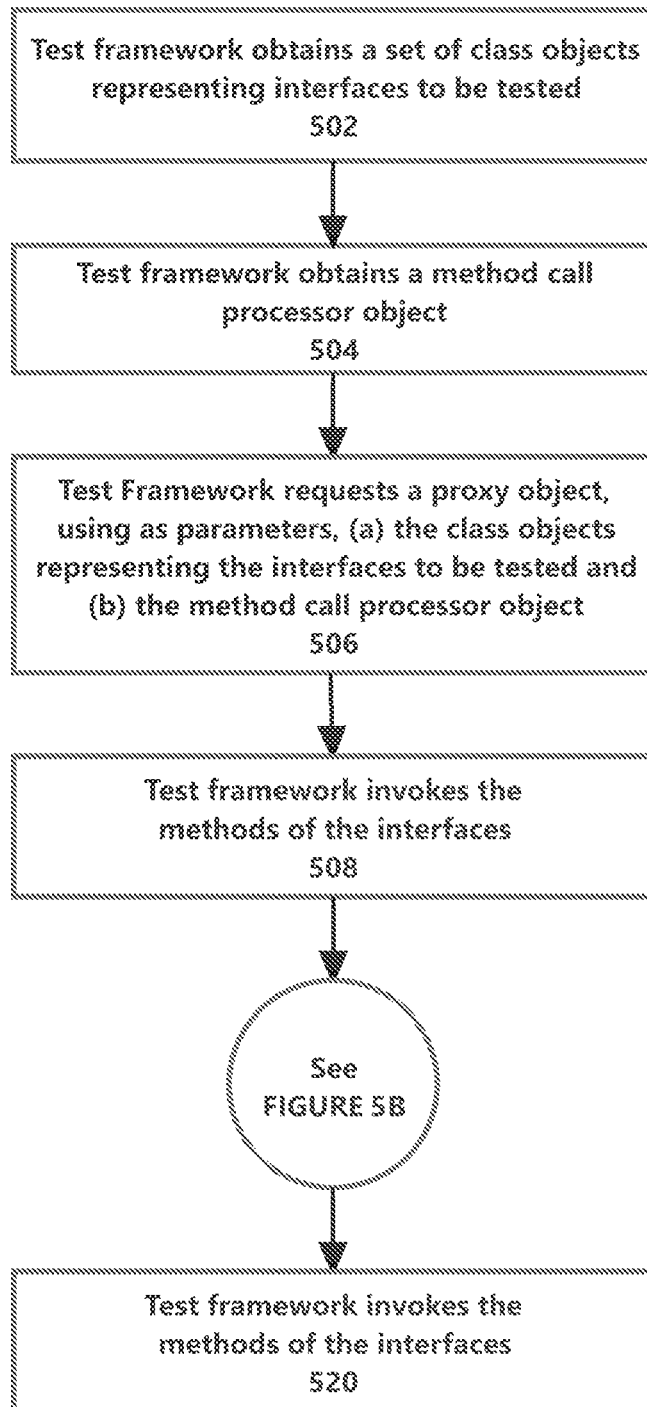 Test framework obtains a set of class objects
representing interfaces to be tested
502
Test framework obtains a method call
processor object
504
Test Framework requests a proxy object,
using as parameters, (a) the class objects
representing the interfaces to be tested and
(b) the method call processor object
506
Test framework invokes the
methods of the interfaces
508
See
FIGURE 5B
Test framework invokes the
methods of the interfaces
520